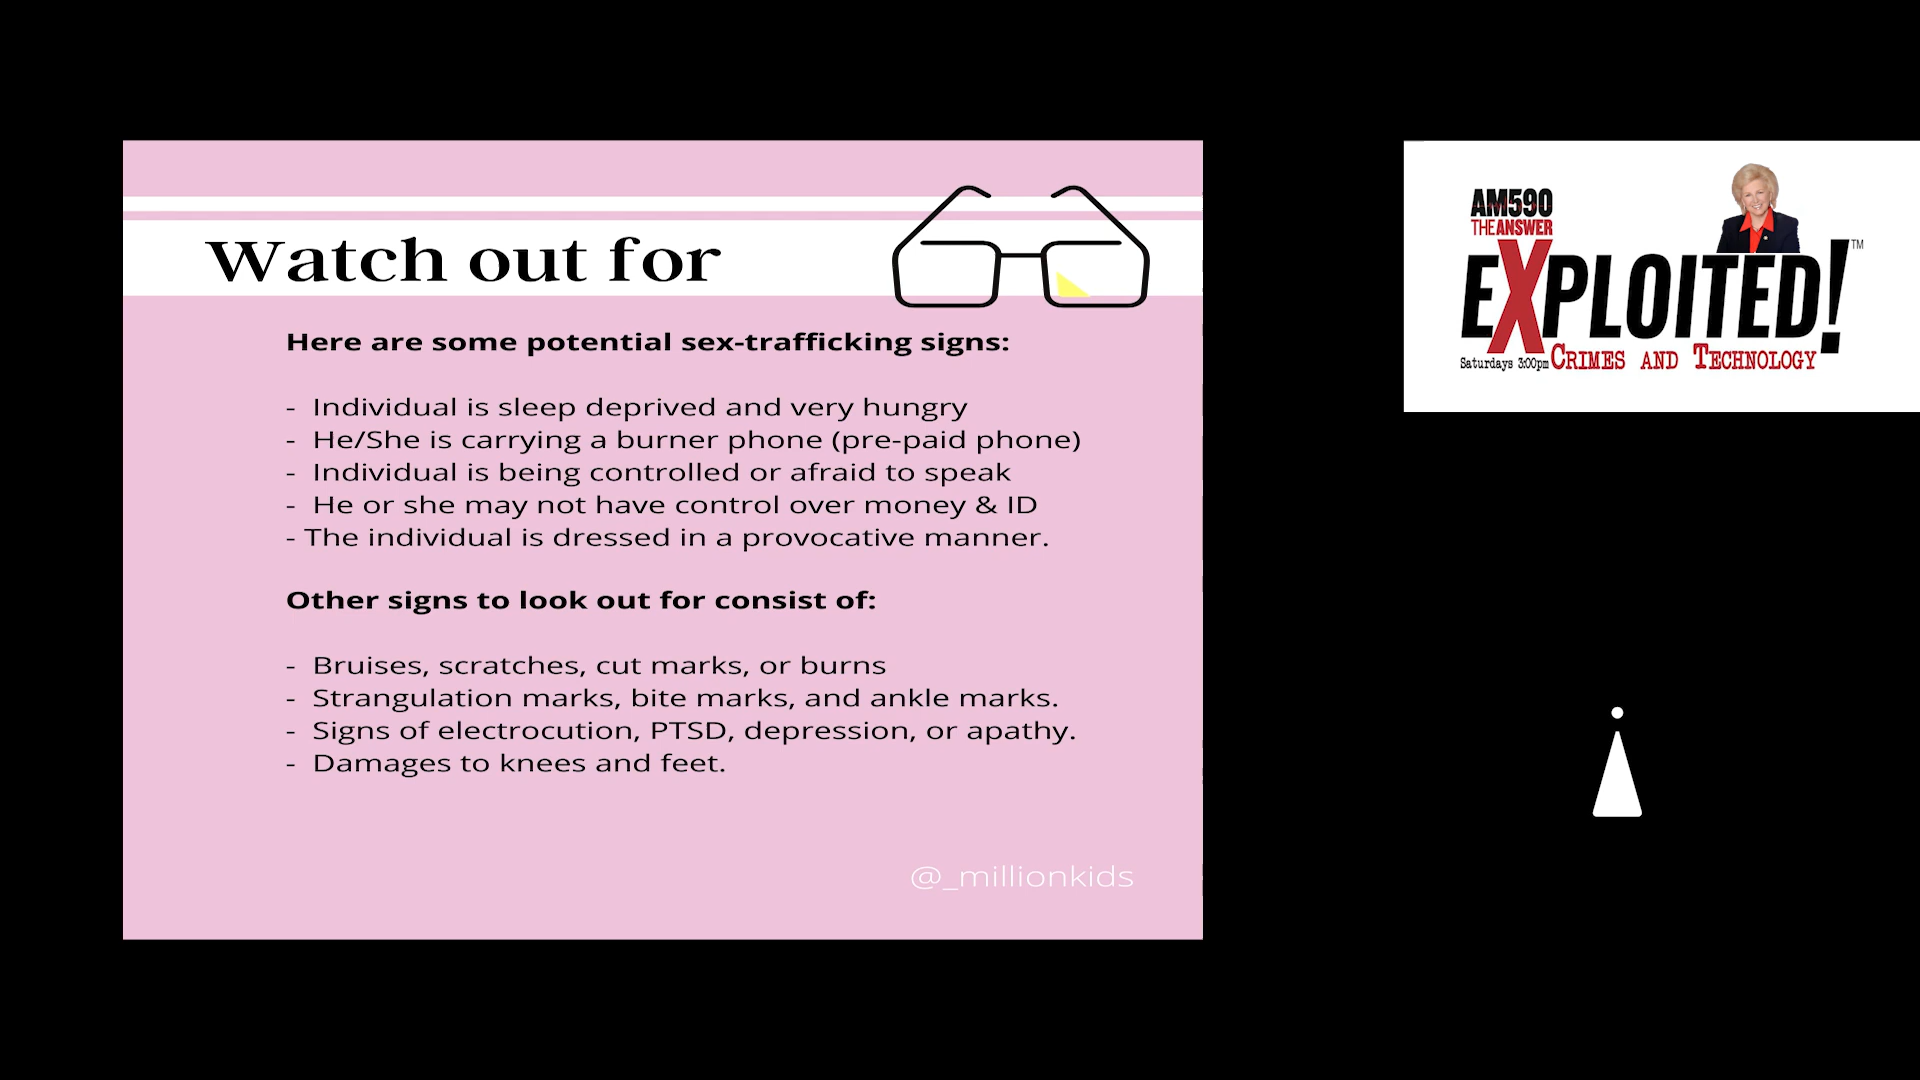 Watch out for
Here are some potential sex-trafficking signs:
- Individual is sleep deprived and very hungry
- He/She is carrying a burner phone (pre-paid phone)
- Individual is being controlled or afraid to speak
- He or she may not have control over money & ID
- The individual is dressed in a provocative manner.
Other signs to look out for consist of:
- Bruises, scratches, cut marks, or burns
- Strangulation marks, bite marks, and ankle marks.
- Signs of electrocution, PTSD, depression, or apathy.
- Damages to knees and feet.
@_millionkids
AM590
THE ANSWER
EXPLOITED!™
Saturdays 3:00pm CRIMES AND TECHNOLOGY